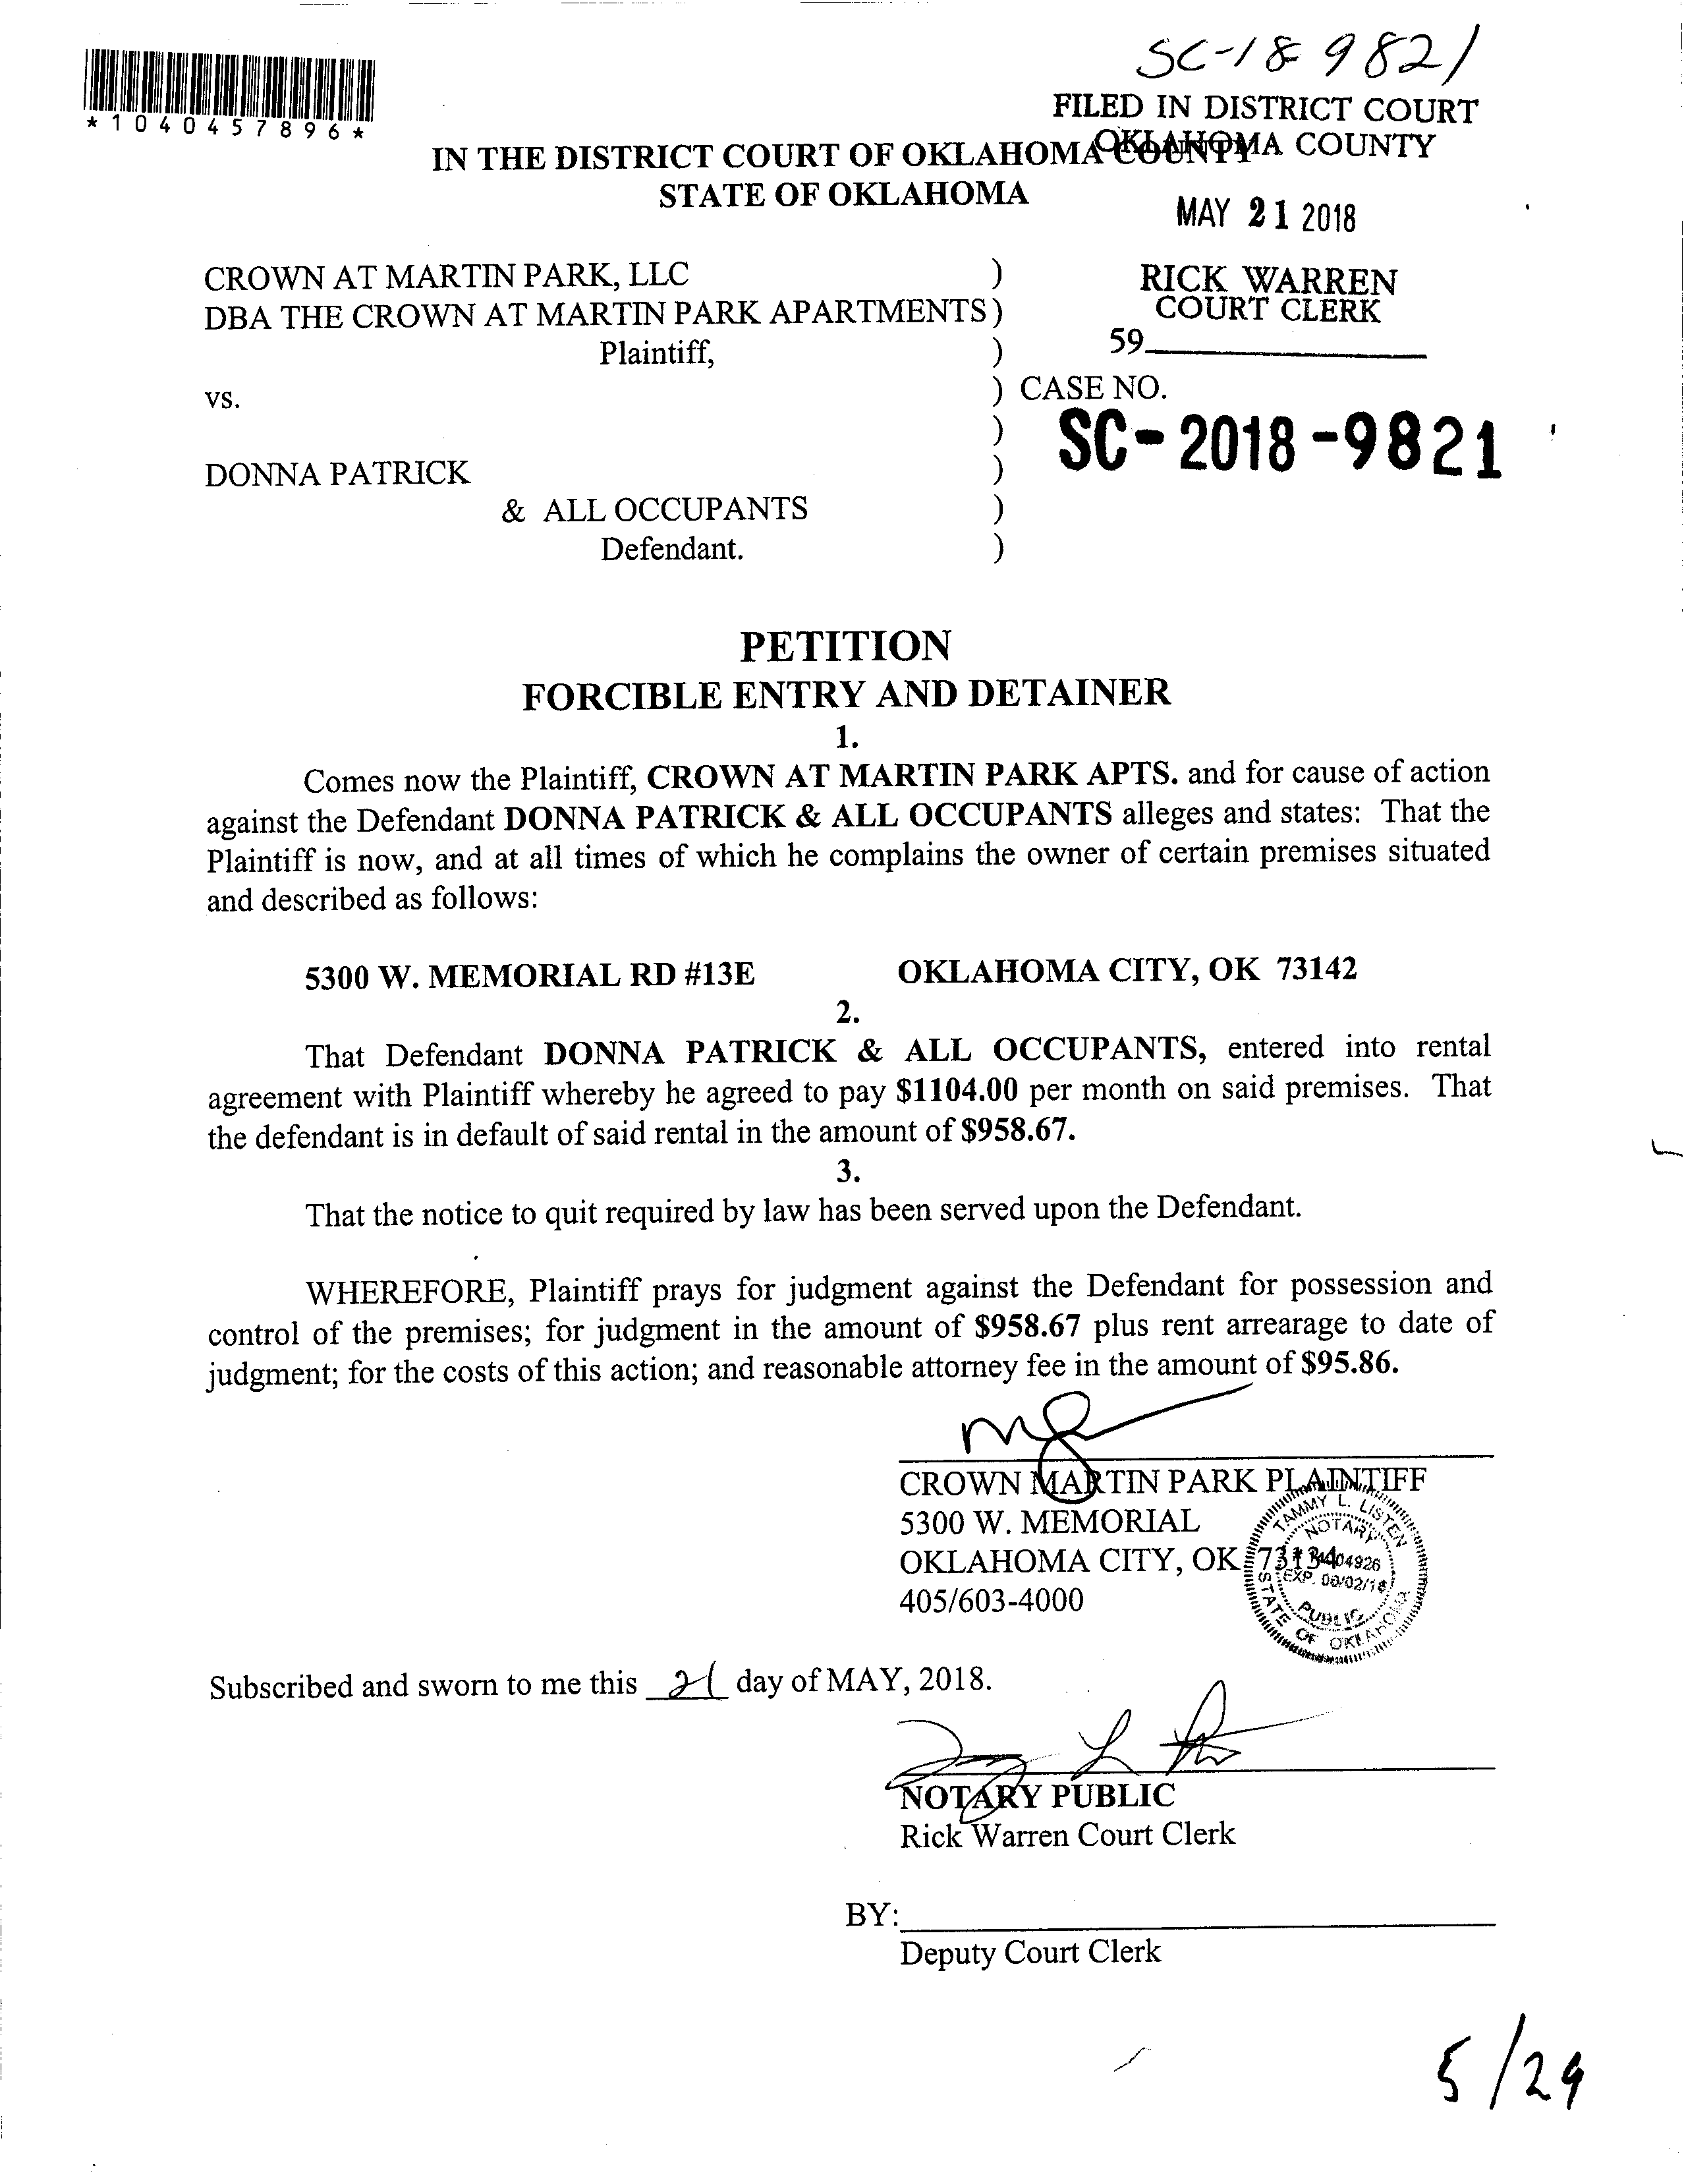 SC-18 9821
*1040457896*
FILED IN DISTRICT COURT
OKLAHOMA COUNTY
IN THE DISTRICT COURT OF OKLAHOMA COUNTY
STATE OF OKLAHOMA
MAY 21 2018
CROWN AT MARTIN PARK, LLC )
RICK WARREN
DBA THE CROWN AT MARTIN PARK APARTMENTS )
COURT CLERK
Plaintiff, )
59
vs. ) CASE NO.
) SC-2018-9821
DONNA PATRICK )
& ALL OCCUPANTS )
Defendant. )
PETITION
FORCIBLE ENTRY AND DETAINER
1.
Comes now the Plaintiff, CROWN AT MARTIN PARK APTS. and for cause of action
against the Defendant DONNA PATRICK & ALL OCCUPANTS alleges and states: That the
Plaintiff is now, and at all times of which he complains the owner of certain premises situated
and described as follows:
5300 W. MEMORIAL RD #13E OKLAHOMA CITY, OK 73142
2.
That Defendant DONNA PATRICK & ALL OCCUPANTS, entered into rental
agreement with Plaintiff whereby he agreed to pay $1104.00 per month on said premises. That
the defendant is in default of said rental in the amount of $958.67.
3.
That the notice to quit required by law has been served upon the Defendant.
WHEREFORE, Plaintiff prays for judgment against the Defendant for possession and
control of the premises; for judgment in the amount of $958.67 plus rent arrearage to date of
judgment; for the costs of this action; and reasonable attorney fee in the amount of $95.86.
CROWN MARTIN PARK PLAINTIFF
5300 W. MEMORIAL
OKLAHOMA CITY, OK 73134
405/603-4000
TAMMY L. LISTEN
NOTARY
PUBLIC
STATE OF OKLAHOMA
Subscribed and sworn to me this 21 day of MAY, 2018.
NOTARY PUBLIC
Rick Warren Court Clerk
BY:
Deputy Court Clerk
5/29